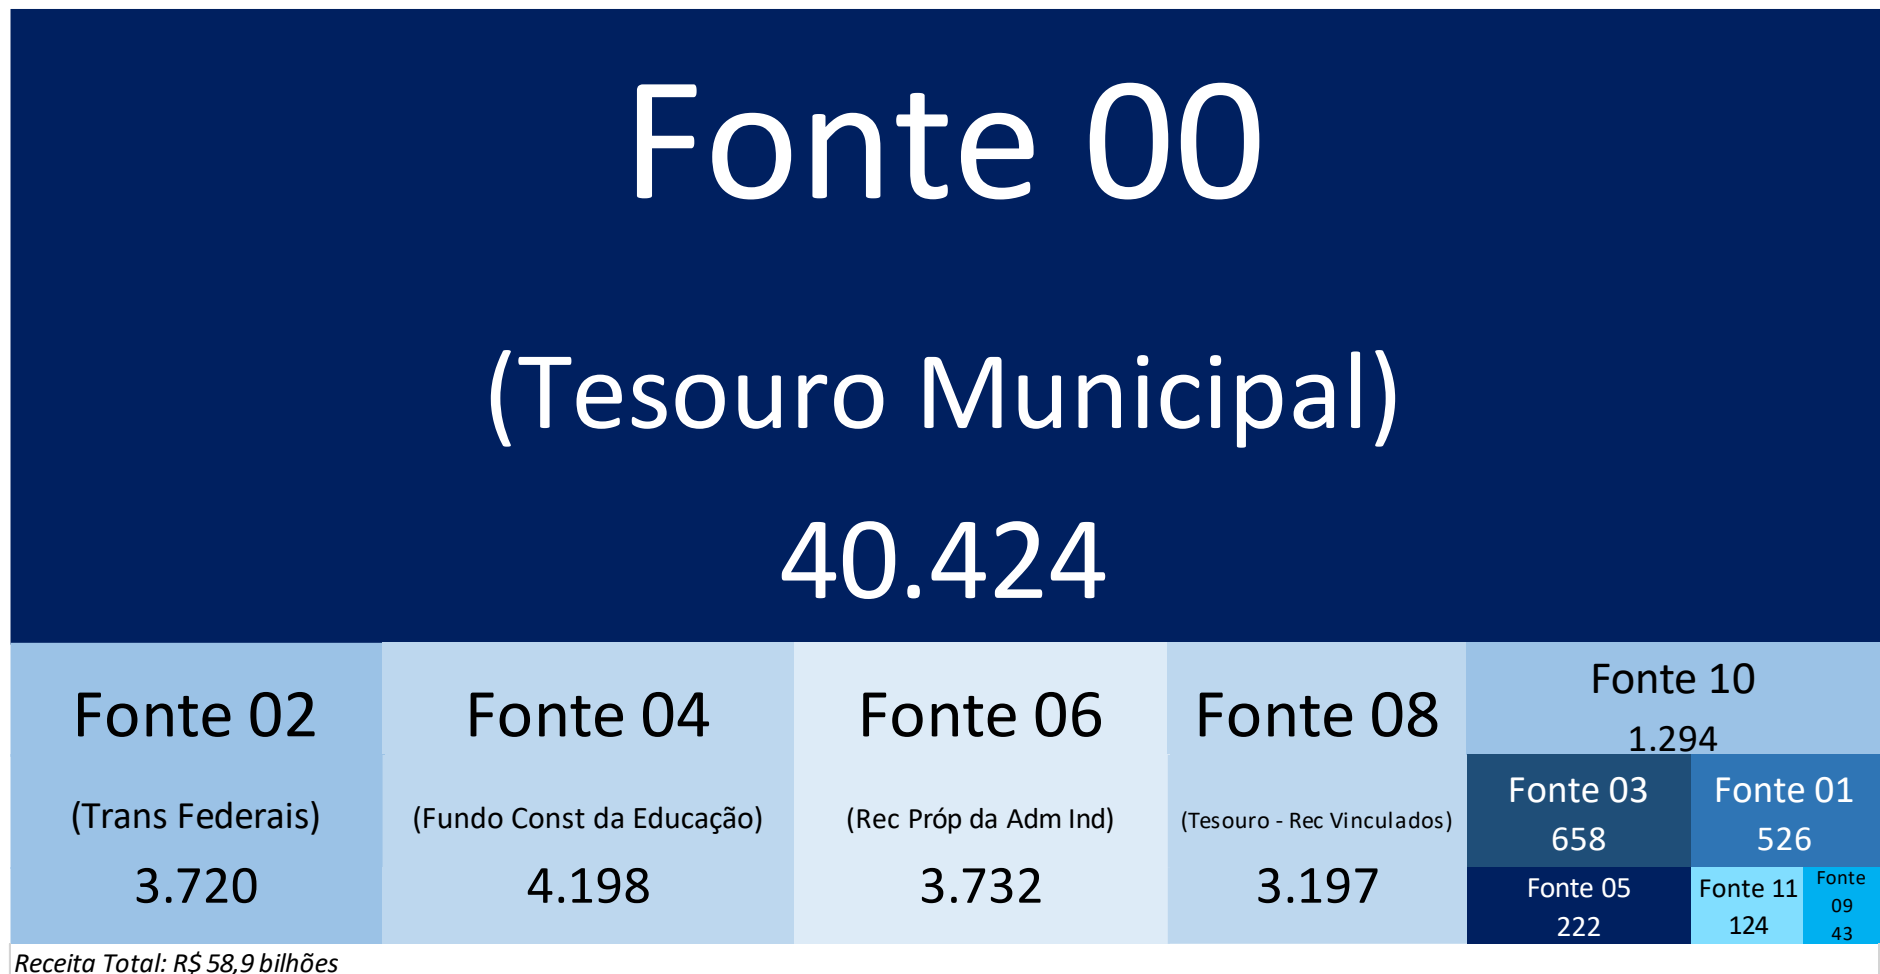 Fonte 00
(Tesouro Municipal)
40.424
Fonte 02
(Trans Federais)
3.720
Fonte 04
(Fundo Const da Educação)
4.198
Fonte 06
(Rec Próp da Adm Ind)
3.732
Fonte 08
(Tesouro - Rec Vinculados)
3.197
Fonte 10
1.294
Fonte 03
658
Fonte 01
526
Fonte 05
222
Fonte 11
124
Fonte
09
43
Receita Total: R$ 58,9 bilhões